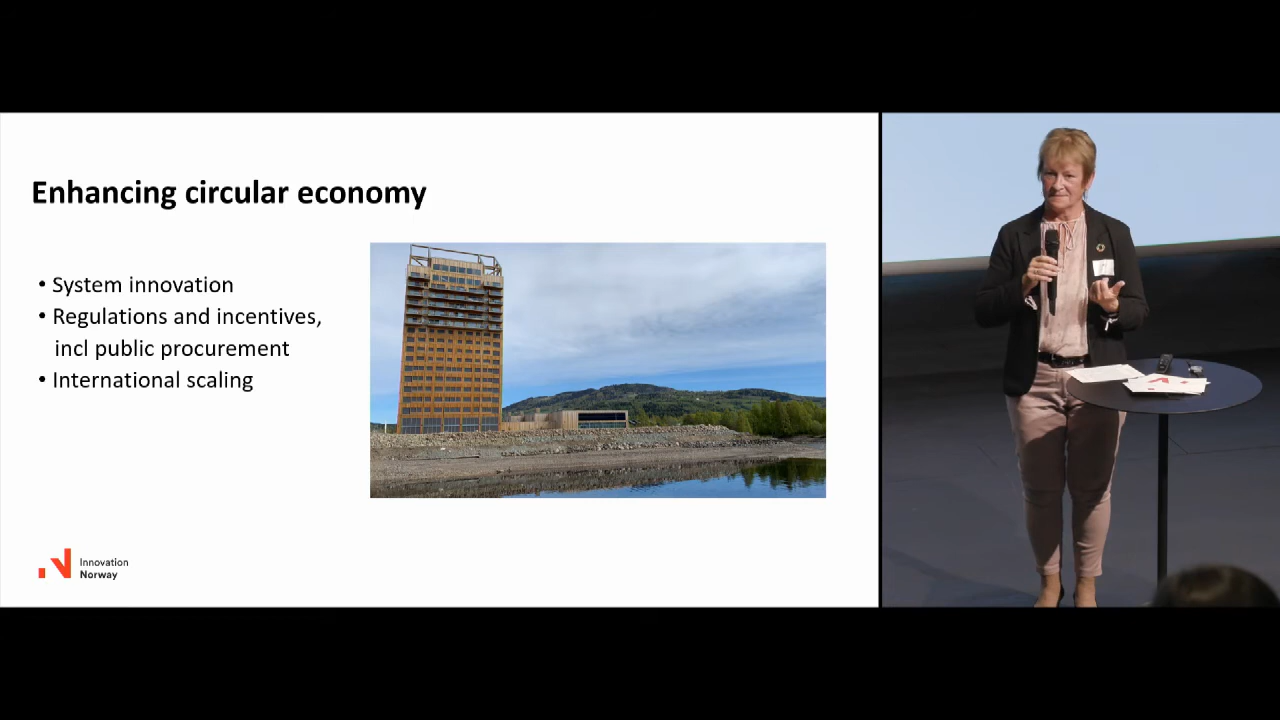 Enhancing circular economy
• System innovation
• Regulations and incentives,
incl public procurement
• International scaling
Innovation
Norway